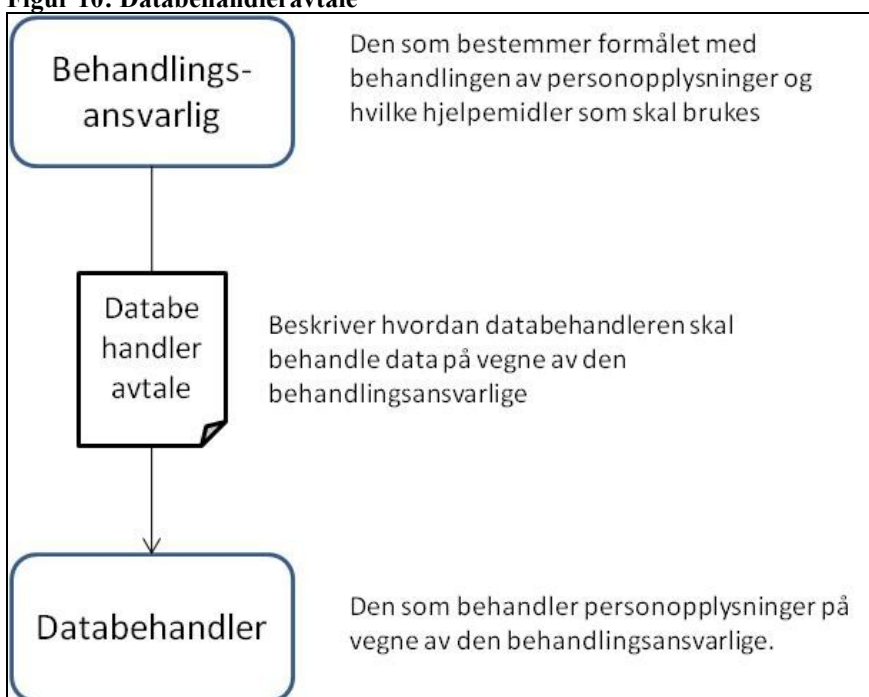 Figur 10: Databehandleravtale
Behandlings-
ansvarlig
Den som bestemmer formålet med
behandlingen av personopplysninger og
hvilke hjelpemidler som skal brukes
Databe
handler
avtale
Beskriver hvordan databehandleren skal
behandle data på vegne av den
behandlingsansvarlige
Databehandler
Den som behandler personopplysninger på
vegne av den behandlingsansvarlige.